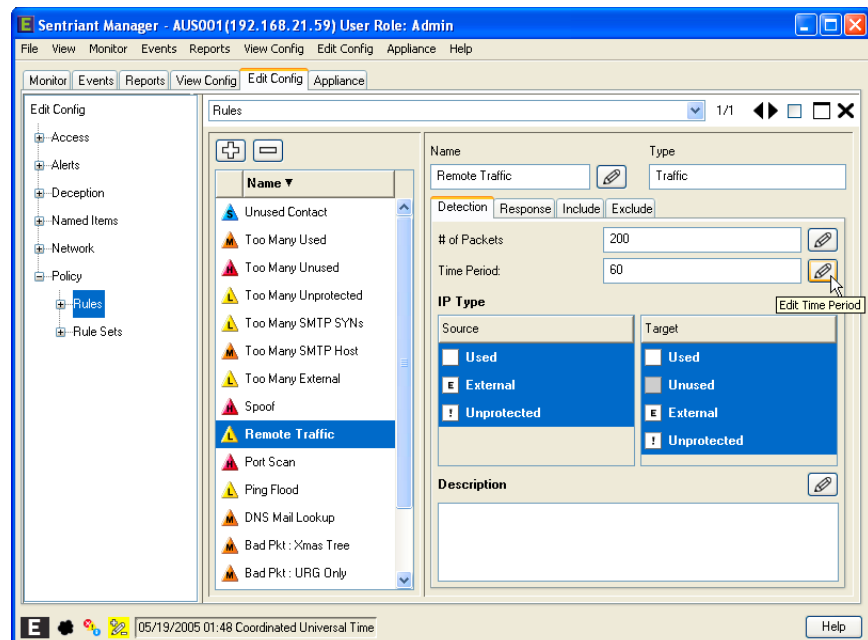 E Sentriant Manager - AUS001(192.168.21.59) User Role: Admin
File View Monitor Events Reports View Config Edit Config Appliance Help
Monitor Events Reports View Config Edit Config Appliance
Edit Config
Access
Alerts
Deception
Named Items
Network
Policy
Rules
Rule Sets
Rules 1/1
Name ▼
S Unused Contact
M Too Many Used
H Too Many Unused
L Too Many Unprotected
L Too Many SMTP SYNs
M Too Many SMTP Host
L Too Many External
H Spoof
L Remote Traffic
H Port Scan
L Ping Flood
M DNS Mail Lookup
M Bad Pkt : Xmas Tree
M Bad Pkt : URG Only
Name Type
Remote Traffic Traffic
Detection Response Include Exclude
# of Packets 200
Time Period: 60
Edit Time Period
IP Type
Source
Used
E External
! Unprotected
Target
Used
Unused
E External
! Unprotected
Description
E 05/19/2005 01:48 Coordinated Universal Time Help